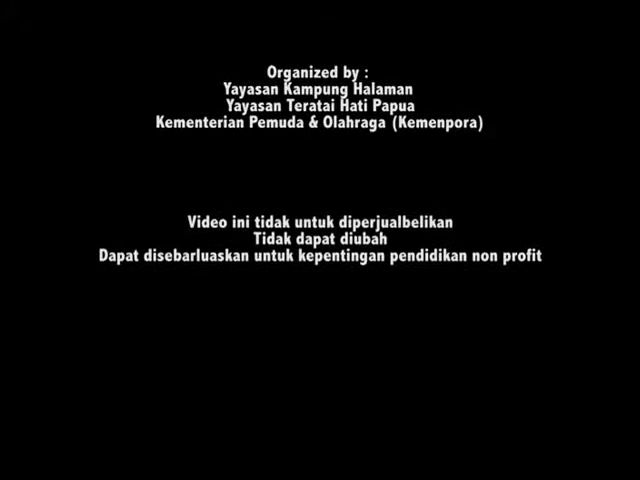 Organized by :
Yayasan Kampung Halaman
Yayasan Teratai Hati Papua
Kementerian Pemuda & Olahraga (Kemenpora)
Video ini tidak untuk diperjualbelikan
Tidak dapat diubah
Dapat disebarluaskan untuk kepentingan pendidikan non profit